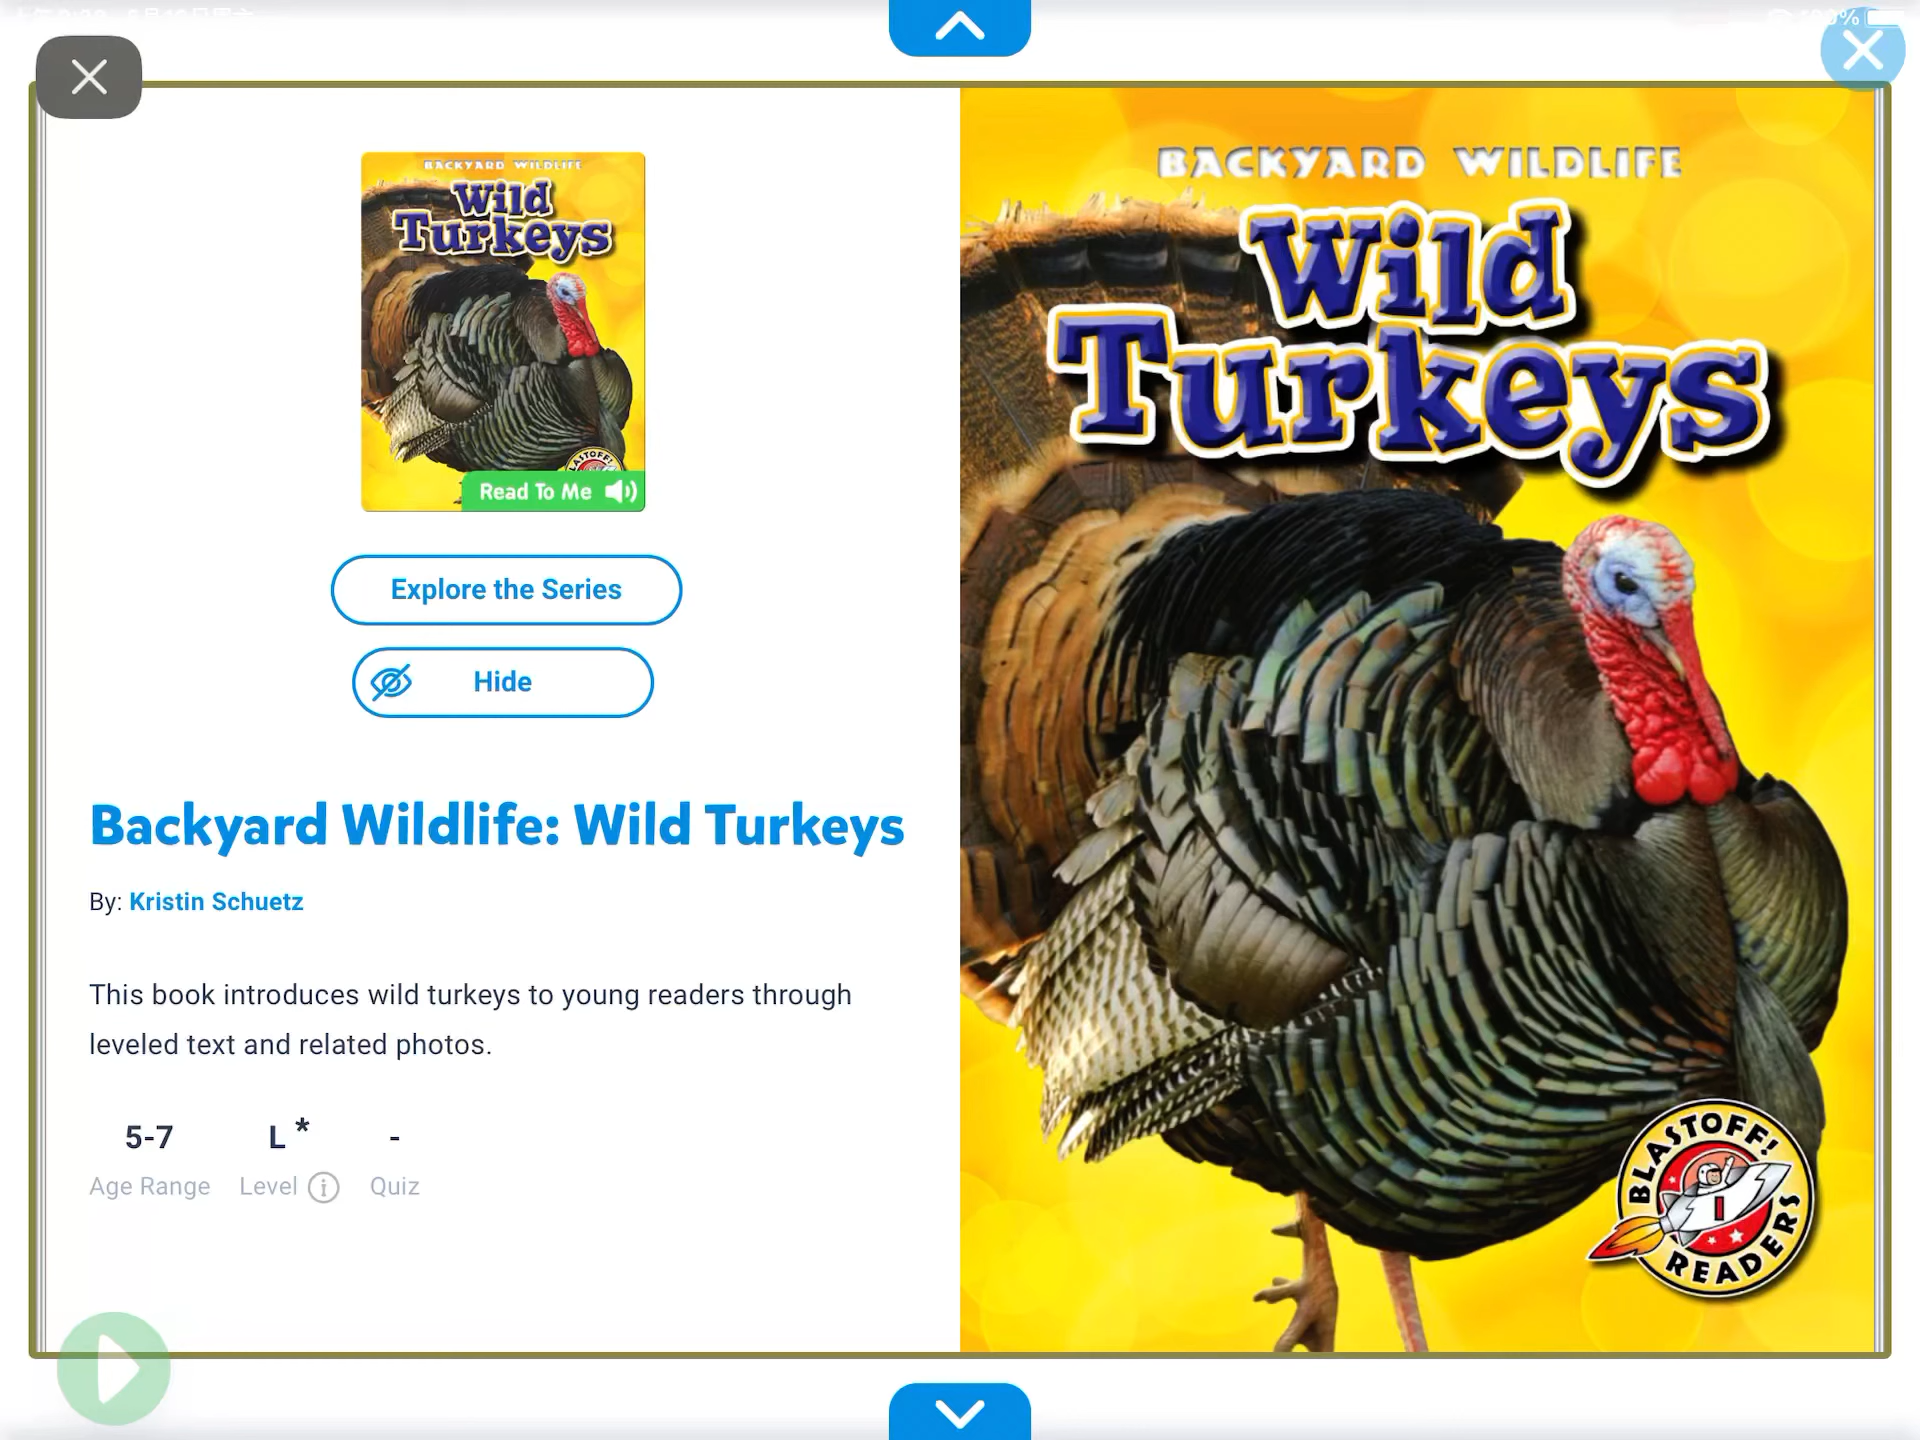 BACKYARD WILDLIFE
Wild
Turkeys
BLASTOFF!
Read To Me
Explore the Series
Hide
Backyard Wildlife: Wild Turkeys
By: Kristin Schuetz
This book introduces wild turkeys to young readers through
leveled text and related photos.
5-7 L * -
Age Range Level i Quiz
BACKYARD WILDLIFE
Wild
Turkeys
BLASTOFF!
1
READERS